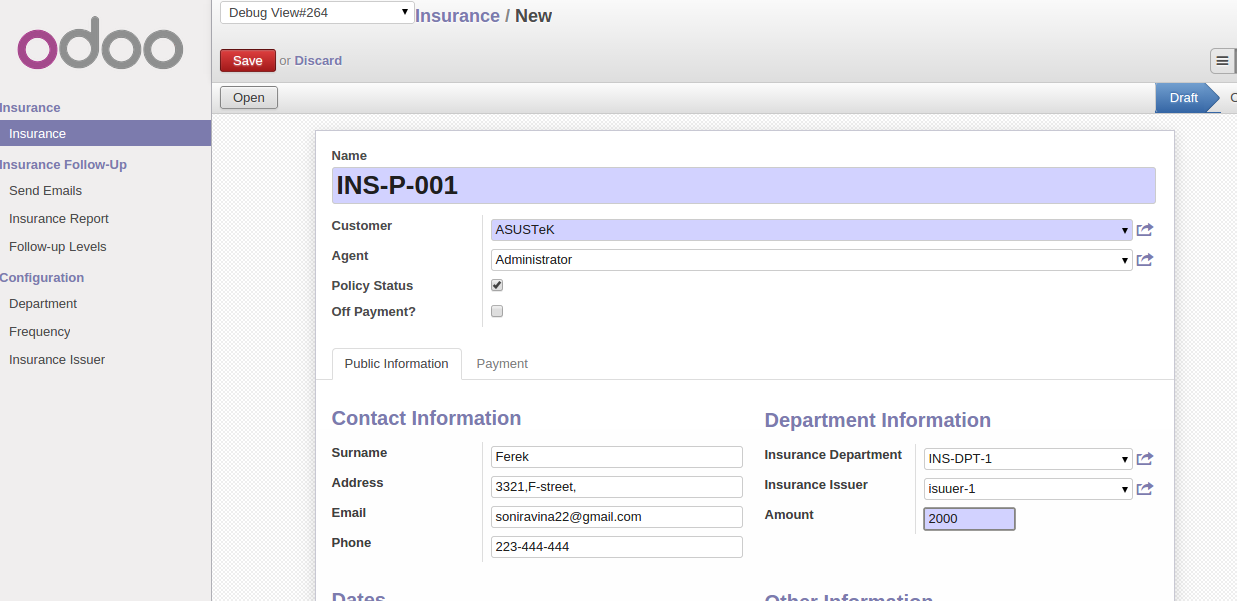 odoo
Debug View#264
Insurance / New
Save or Discard
Open
Draft
Insurance
Insurance
Insurance Follow-Up
Send Emails
Insurance Report
Follow-up Levels
Configuration
Department
Frequency
Insurance Issuer
Name
INS-P-001
Customer ASUSTeK
Agent Administrator
Policy Status
Off Payment?
Public Information Payment
Contact Information
Surname Ferek
Address 3321,F-street,
Email soniravina22@gmail.com
Phone 223-444-444
Department Information
Insurance Department INS-DPT-1
Insurance Issuer isuuer-1
Amount 2000
Dates
Other Information